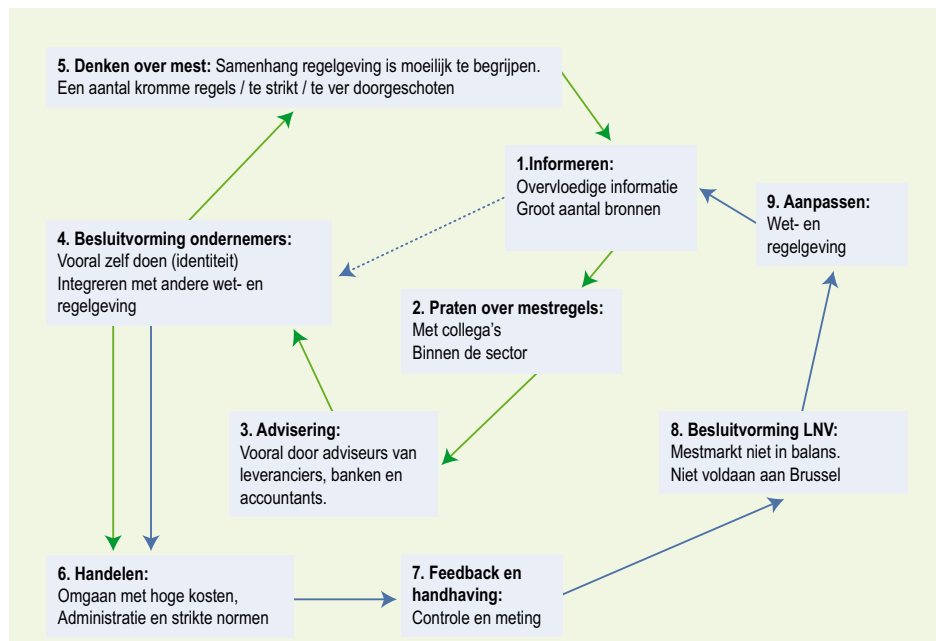 5. Denken over mest: Samenhang regelgeving is moeilijk te begrijpen.
Een aantal kromme regels / te strikt / te ver doorgeschoten
1.Informeren:
Overvloedige informatie
Groot aantal bronnen
9. Aanpassen:
Wet- en
regelgeving
4. Besluitvorming ondernemers:
Vooral zelf doen (identiteit)
Integreren met andere wet- en
regelgeving
2. Praten over mestregels:
Met collega's
Binnen de sector
3. Advisering:
Vooral door adviseurs van
leveranciers, banken en
accountants.
8. Besluitvorming LNV:
Mestmarkt niet in balans.
Niet voldaan aan Brussel
6. Handelen:
Omgaan met hoge kosten,
Administratie en strikte normen
7. Feedback en
handhaving:
Controle en meting